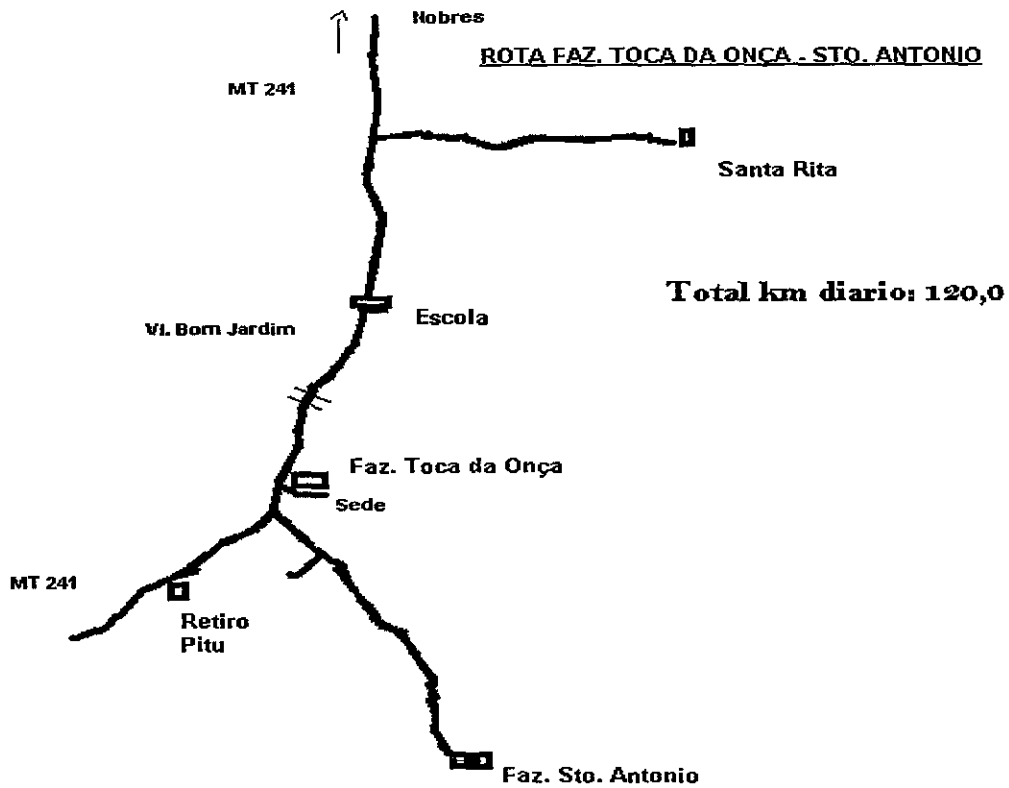 Nobres
ROTA FAZ. TOCA DA ONÇA - STO. ANTONIO
MT 241
Santa Rita
Total km diario: 120,0
Escola
Vl. Bom Jardim
Faz. Toca da Onça
Sede
MT 241
Retiro
Pitu
Faz. Sto. Antonio